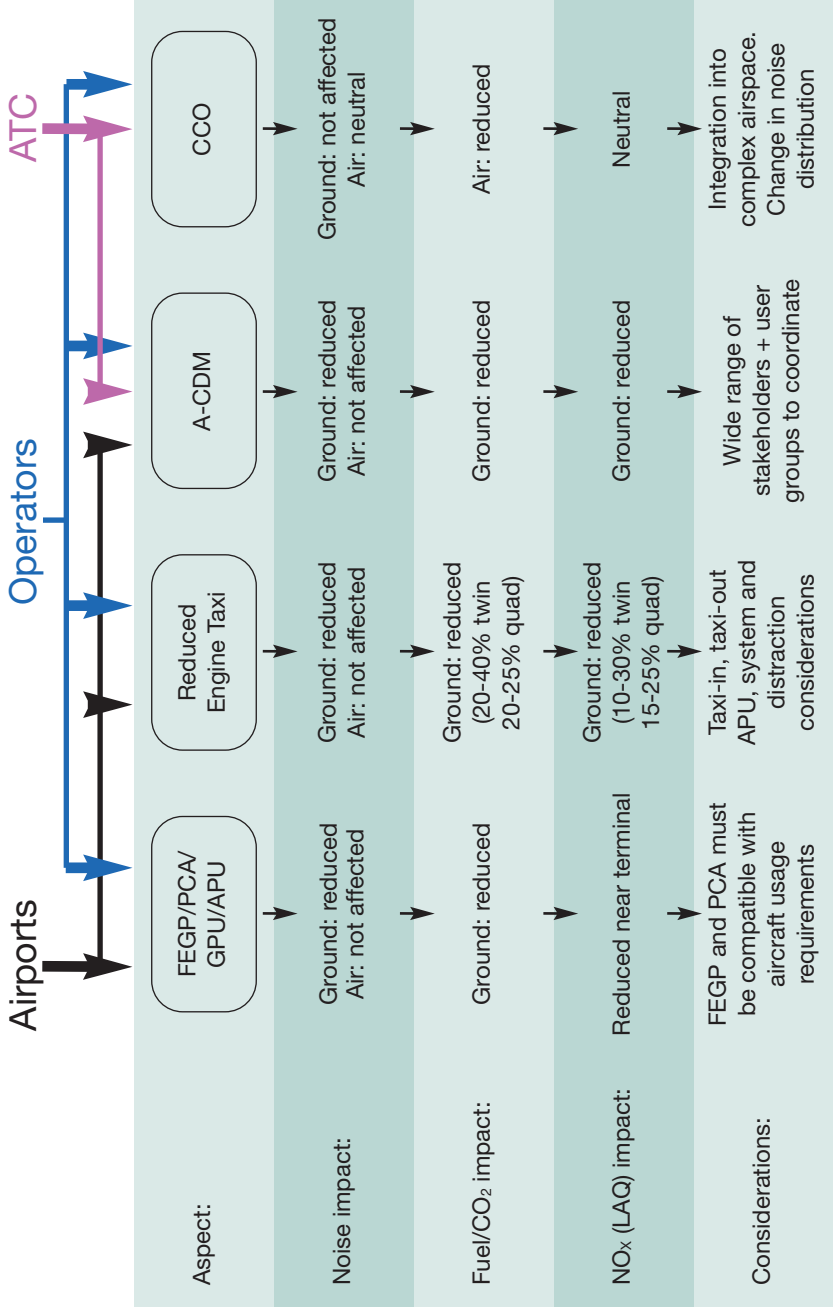 Airports
Operators
ATC
Aspect:
FEGP/PCA/
GPU/APU
Reduced
Engine Taxi
A-CDM
CCO
Noise impact:
Ground: reduced
Air: not affected
Ground: reduced
Air: not affected
Ground: reduced
Air: not affected
Ground: not affected
Air: neutral
Fuel/CO₂ impact:
Ground: reduced
Ground: reduced
(20-40% twin
20-25% quad)
Ground: reduced
Air: reduced
NOₓ (LAQ) impact:
Reduced near terminal
Ground: reduced
(10-30% twin
15-25% quad)
Ground: reduced
Neutral
Considerations:
FEGP and PCA must
be compatible with
aircraft usage
requirements
Taxi-in, taxi-out
APU, system and
distraction
considerations
Wide range of
stakeholders + user
groups to coordinate
Integration into
complex airspace.
Change in noise
distribution